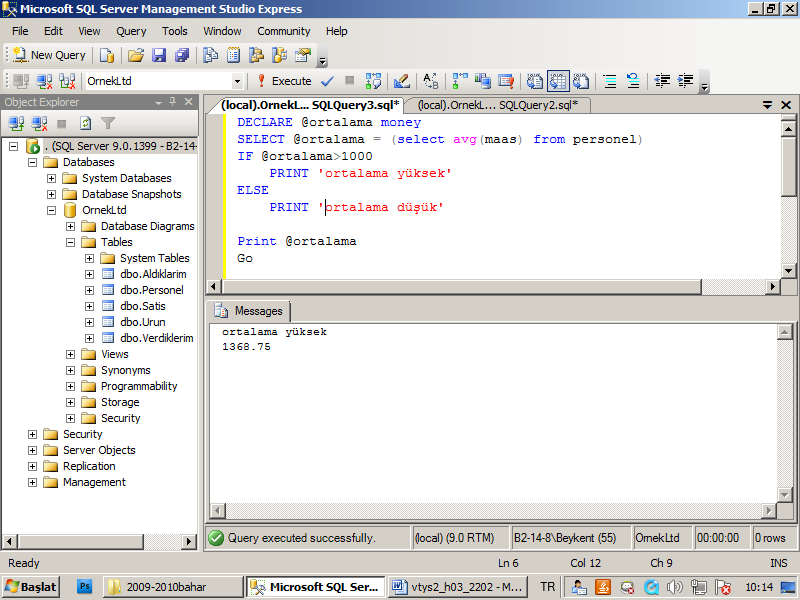 Microsoft SQL Server Management Studio Express
File Edit View Query Tools Window Community Help
New Query
OrnekLtd Execute
Object Explorer
. (SQL Server 9.0.1399 - B2-14-
Databases
System Databases
Database Snapshots
OrnekLtd
Database Diagrams
Tables
System Tables
dbo.Aldiklarim
dbo.Personel
dbo.Satis
dbo.Urun
dbo.Verdiklerim
Views
Synonyms
Programmability
Storage
Security
Security
Server Objects
Replication
Management
(local).OrnekL... SQLQuery3.sql* (local).OrnekL... SQLQuery2.sql*
DECLARE @ortalama money
SELECT @ortalama = (select avg(maas) from personel)
IF @ortalama>1000
PRINT 'ortalama yüksek'
ELSE
PRINT 'ortalama düşük'
Print @ortalama
Go
Messages
ortalama yüksek
1368.75
Query executed successfully. (local) (9.0 RTM) B2-14-8\Beykent (55) OrnekLtd 00:00:00 0 rows
Ready Ln 6 Col 12 Ch 9 INS
Başlat Ps 2009-2010bahar Microsoft SQL Ser... vtys2_h03_2202 - M... TR 10:14